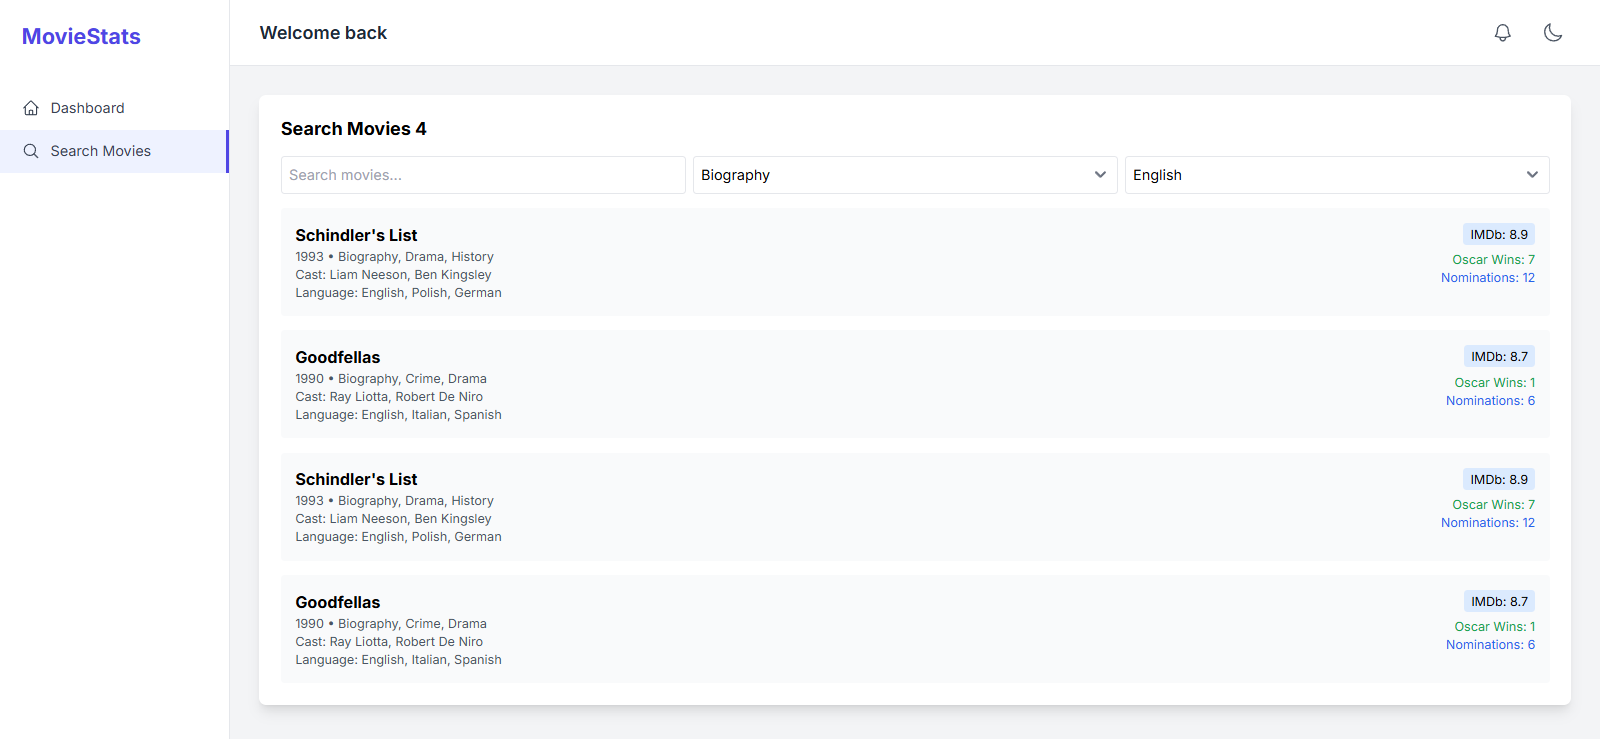 MovieStats
Welcome back
Dashboard
Search Movies
Search Movies 4
Search movies...
Biography
English
Schindler's List
1993 • Biography, Drama, History
Cast: Liam Neeson, Ben Kingsley
Language: English, Polish, German
IMDb: 8.9
Oscar Wins: 7
Nominations: 12
Goodfellas
1990 • Biography, Crime, Drama
Cast: Ray Liotta, Robert De Niro
Language: English, Italian, Spanish
IMDb: 8.7
Oscar Wins: 1
Nominations: 6
Schindler's List
1993 • Biography, Drama, History
Cast: Liam Neeson, Ben Kingsley
Language: English, Polish, German
IMDb: 8.9
Oscar Wins: 7
Nominations: 12
Goodfellas
1990 • Biography, Crime, Drama
Cast: Ray Liotta, Robert De Niro
Language: English, Italian, Spanish
IMDb: 8.7
Oscar Wins: 1
Nominations: 6